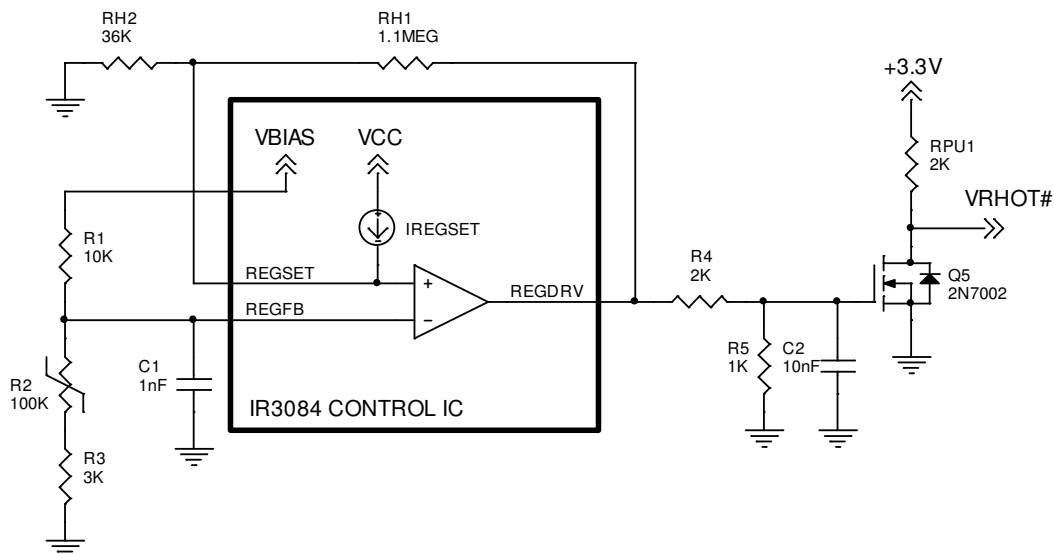 RH2
36K
RH1
1.1MEG
+3.3V
VBIAS
VCC
RPU1
2K
VRHOT#
R1
10K
IREGSET
REGSET
+
REGFB
−
REGDRV
R4
2K
Q5
2N7002
R2
100K
C1
1nF
R5
1K
C2
10nF
IR3084 CONTROL IC
R3
3K